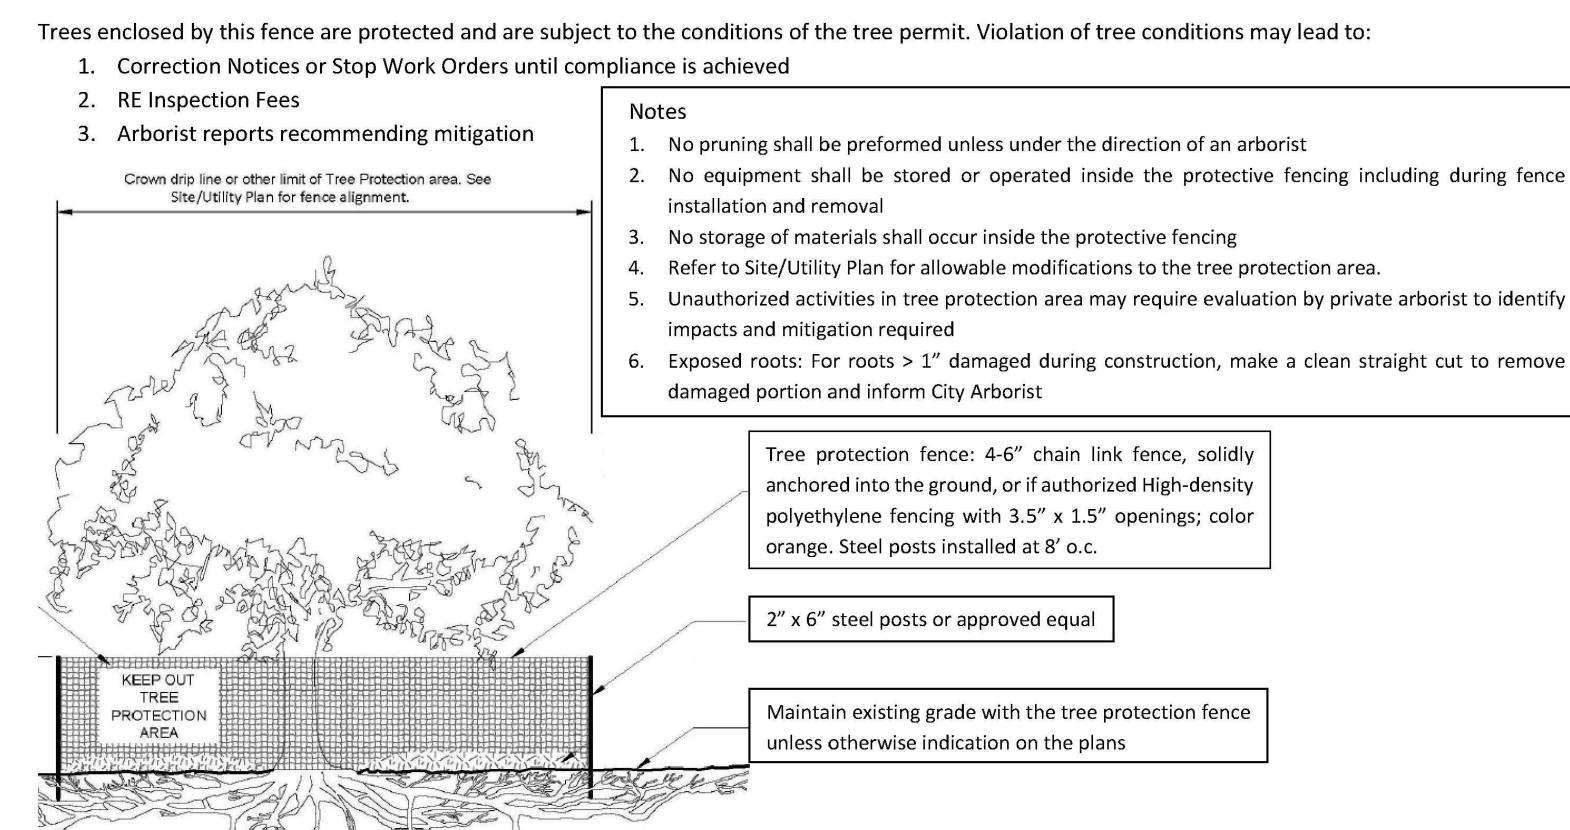 Trees enclosed by this fence are protected and are subject to the conditions of the tree permit. Violation of tree conditions may lead to:
1. Correction Notices or Stop Work Orders until compliance is achieved
2. RE Inspection Fees
3. Arborist reports recommending mitigation
Notes
1. No pruning shall be preformed unless under the direction of an arborist
2. No equipment shall be stored or operated inside the protective fencing including during fence
installation and removal
3. No storage of materials shall occur inside the protective fencing
4. Refer to Site/Utility Plan for allowable modifications to the tree protection area.
5. Unauthorized activities in tree protection area may require evaluation by private arborist to identify
impacts and mitigation required
6. Exposed roots: For roots > 1” damaged during construction, make a clean straight cut to remove
damaged portion and inform City Arborist
Crown drip line or other limit of Tree Protection area. See
Site/Utility Plan for fence alignment.
Tree protection fence: 4-6” chain link fence, solidly
anchored into the ground, or if authorized High-density
polyethylene fencing with 3.5” x 1.5” openings; color
orange. Steel posts installed at 8’ o.c.
2” x 6” steel posts or approved equal
KEEP OUT
TREE
PROTECTION
AREA
Maintain existing grade with the tree protection fence
unless otherwise indication on the plans